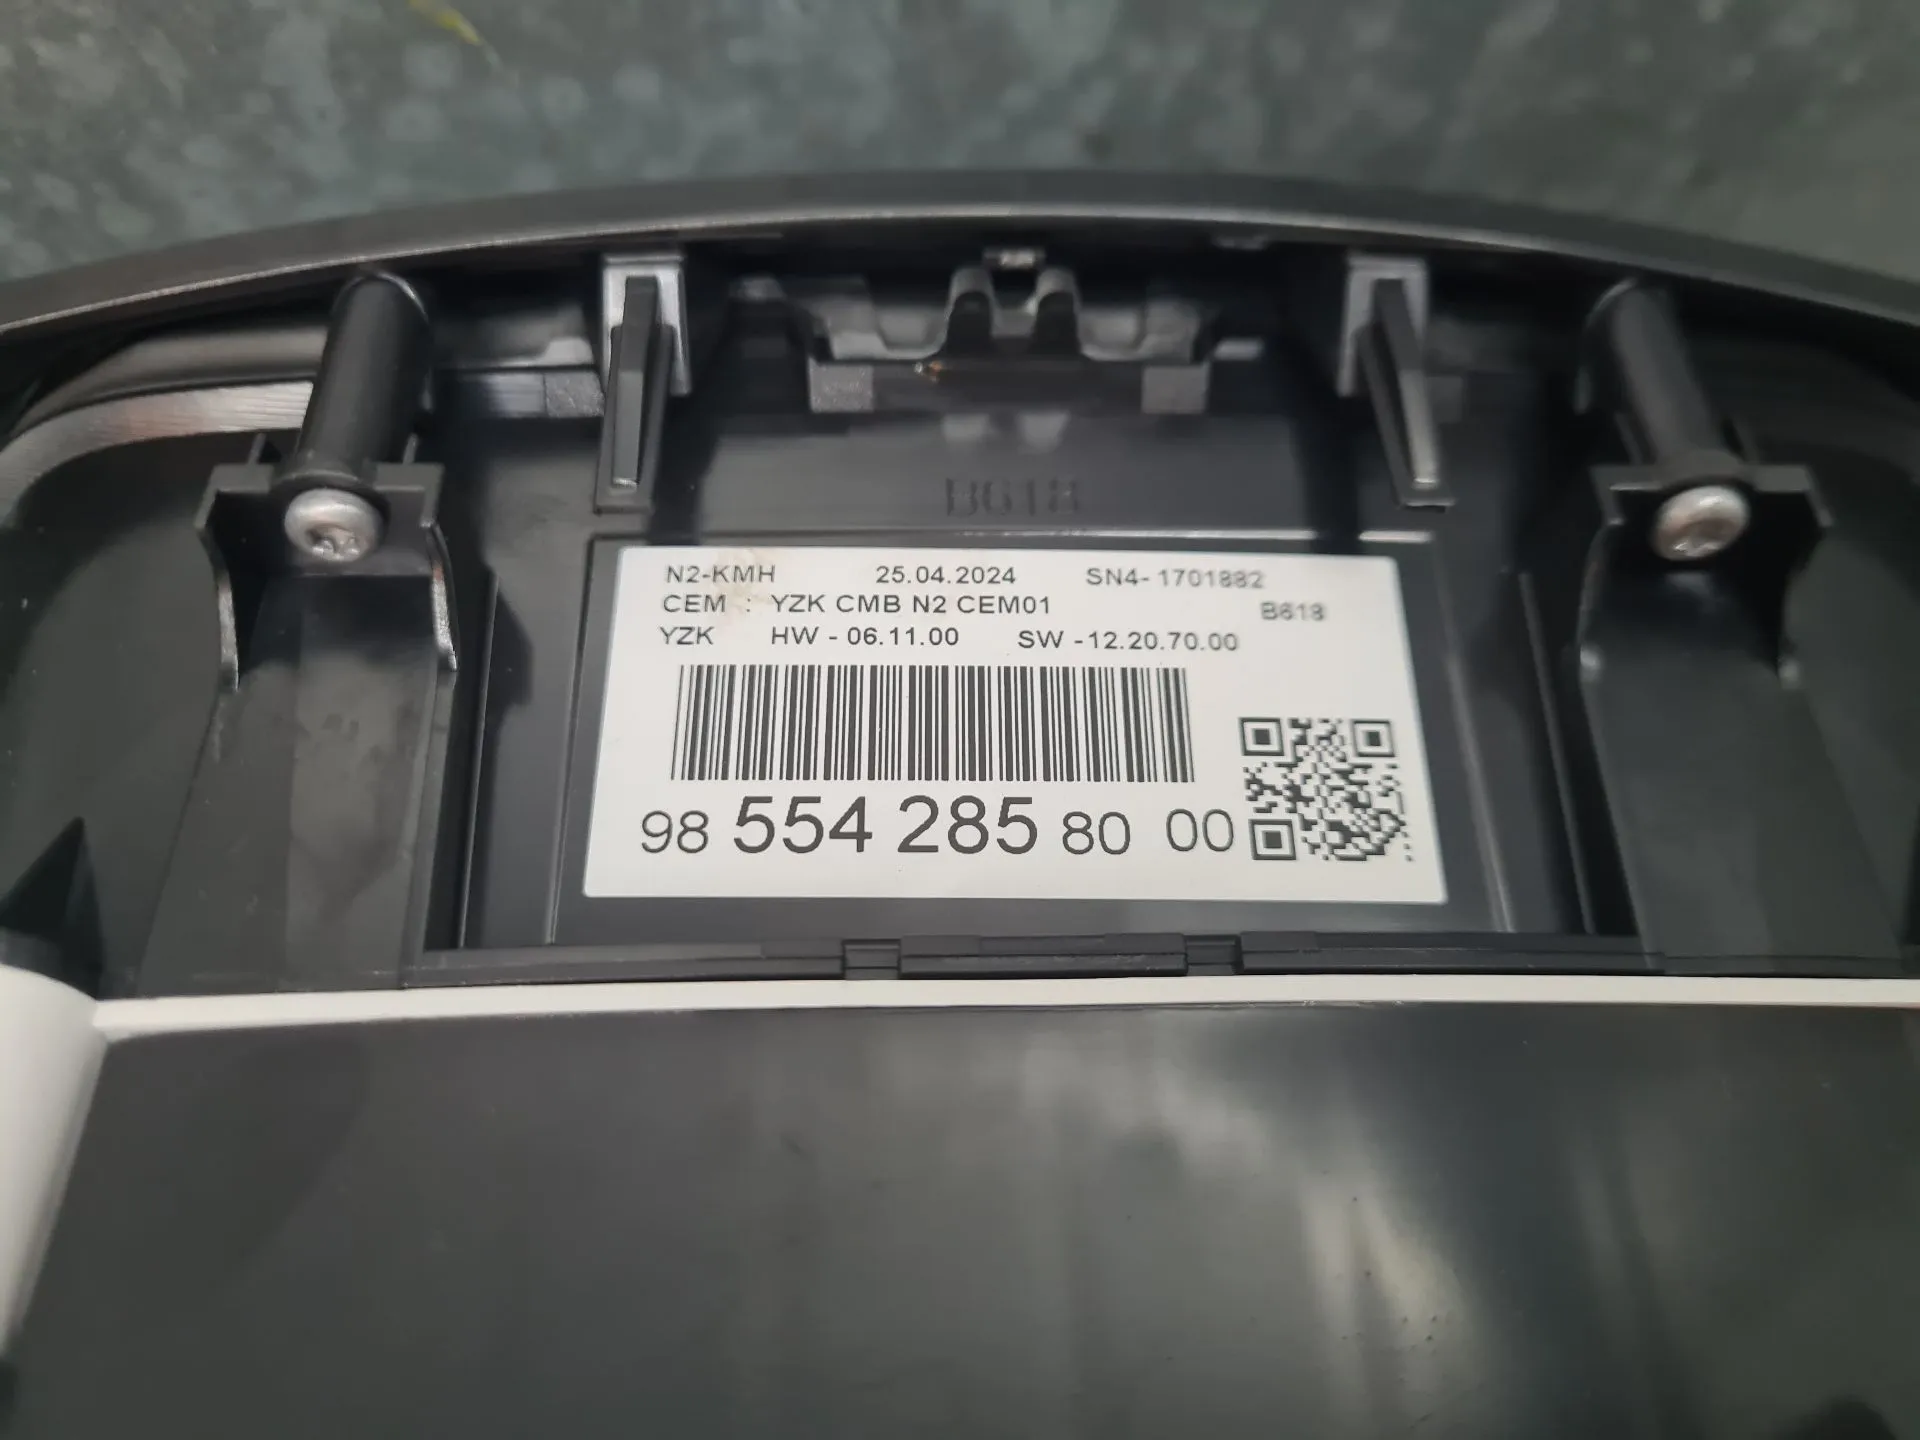 B618
N2-KMH 25.04.2024 SN4-1701882
CEM : YZK CMB N2 CEM01 B618
YZK HW - 06.11.00 SW -12.20.70.00
98 554 285 80 00